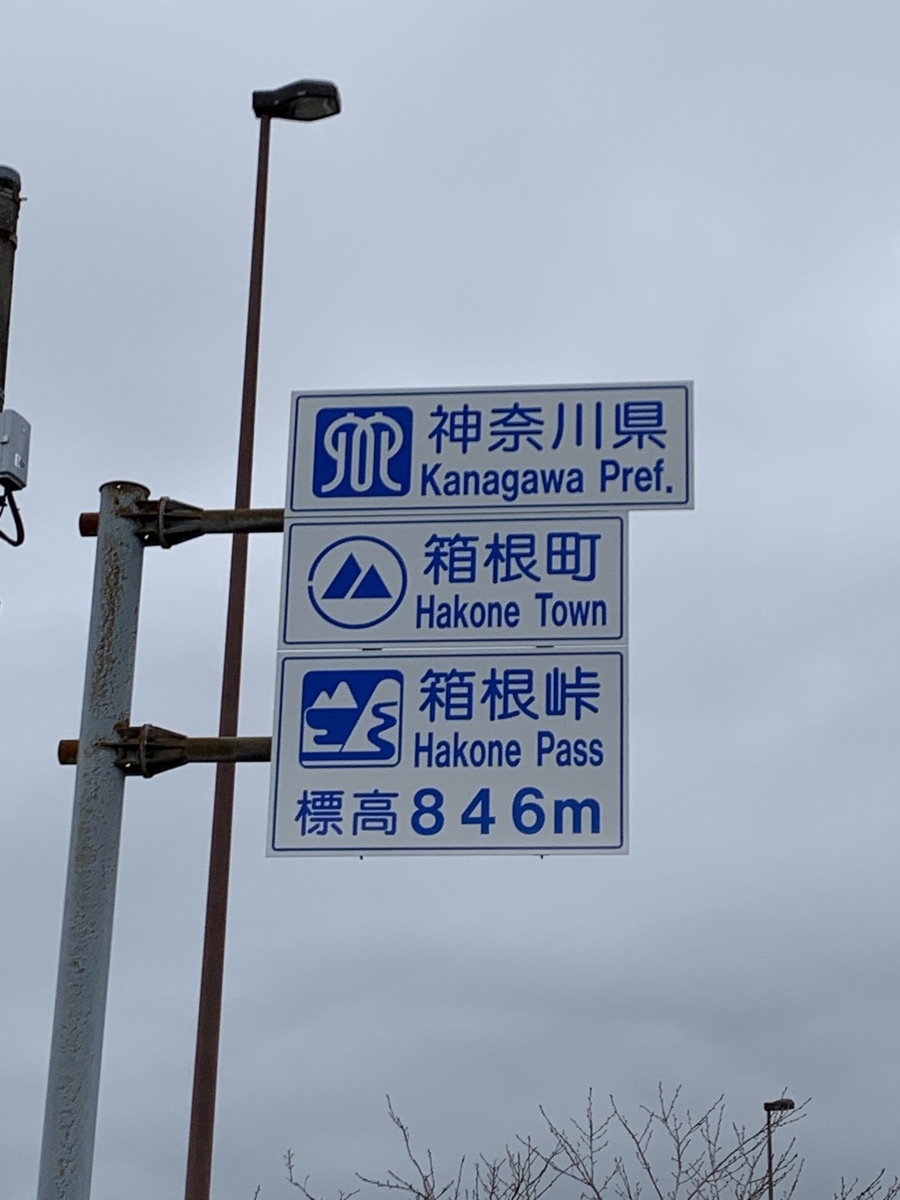 神奈川県
Kanagawa Pref.
箱根町
Hakone Town
箱根峠
Hakone Pass
標高846m